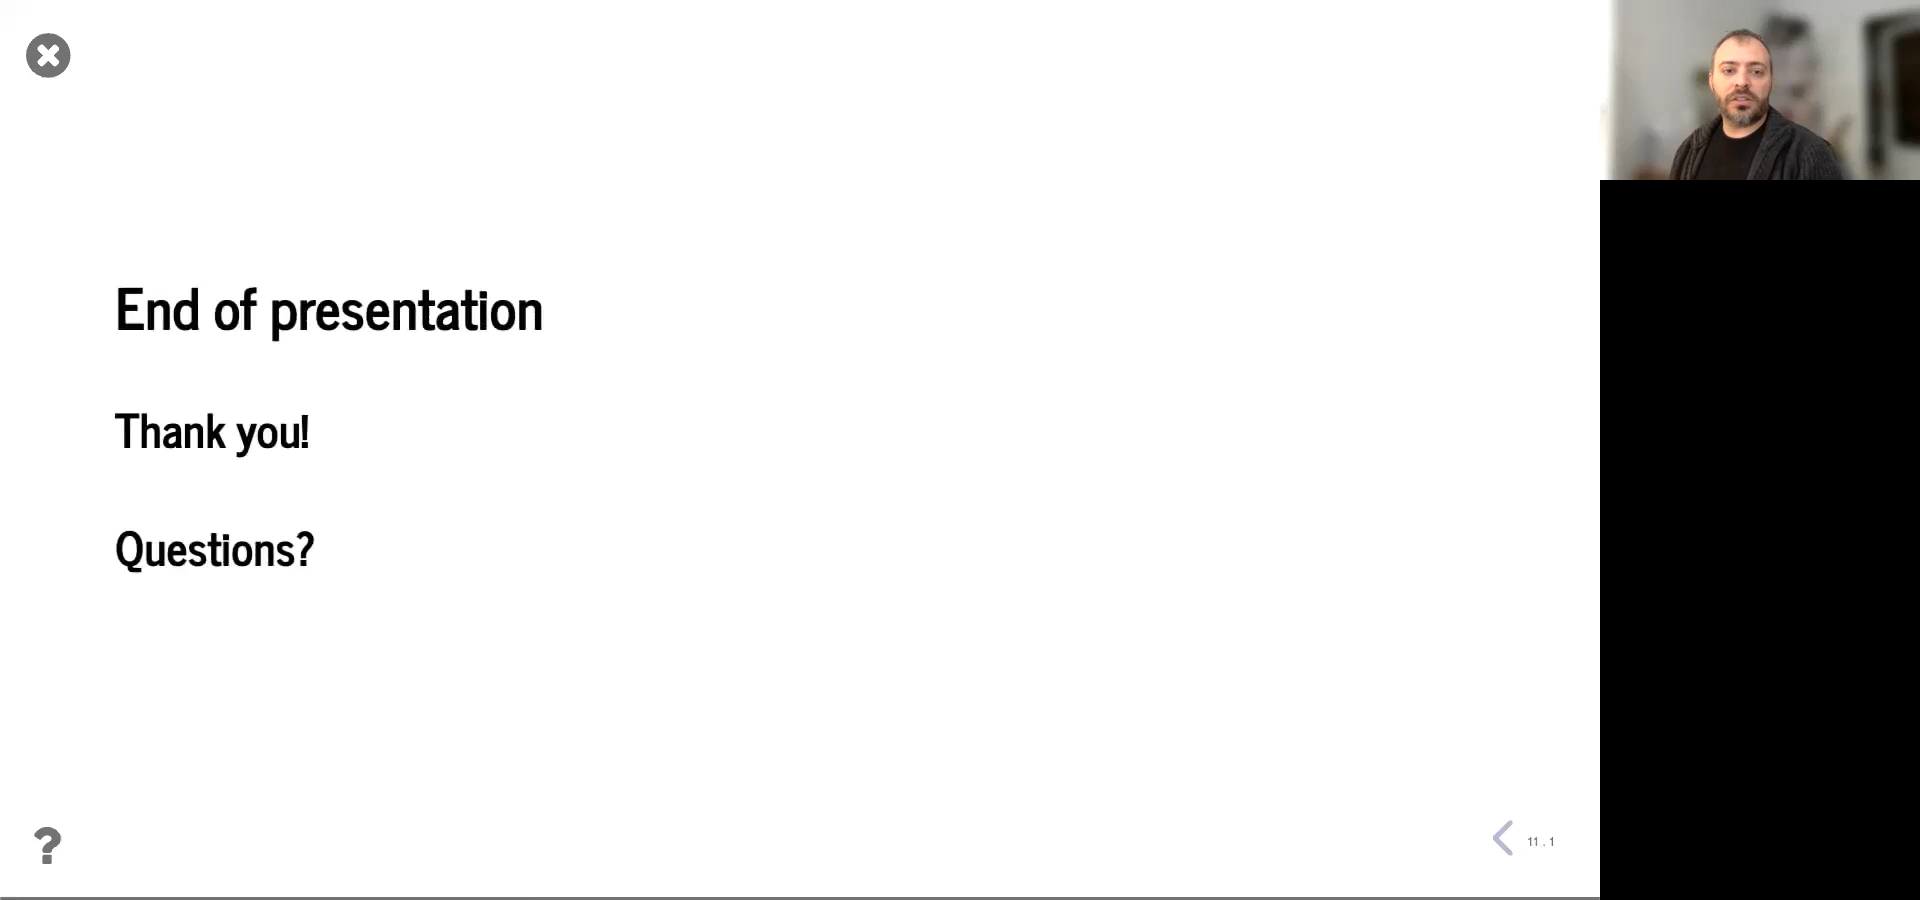 End of presentation
Thank you!
Questions?
?
11 . 1